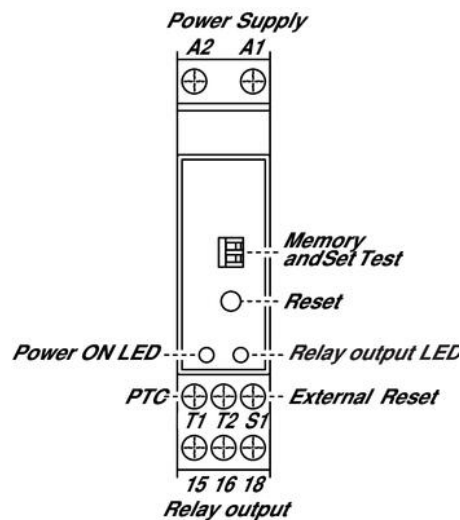 Power Supply
A2 A1
Memory
andSet Test
Reset
Power ON LED
Relay output LED
PTC
External Reset
T1 T2 S1
15 16 18
Relay output